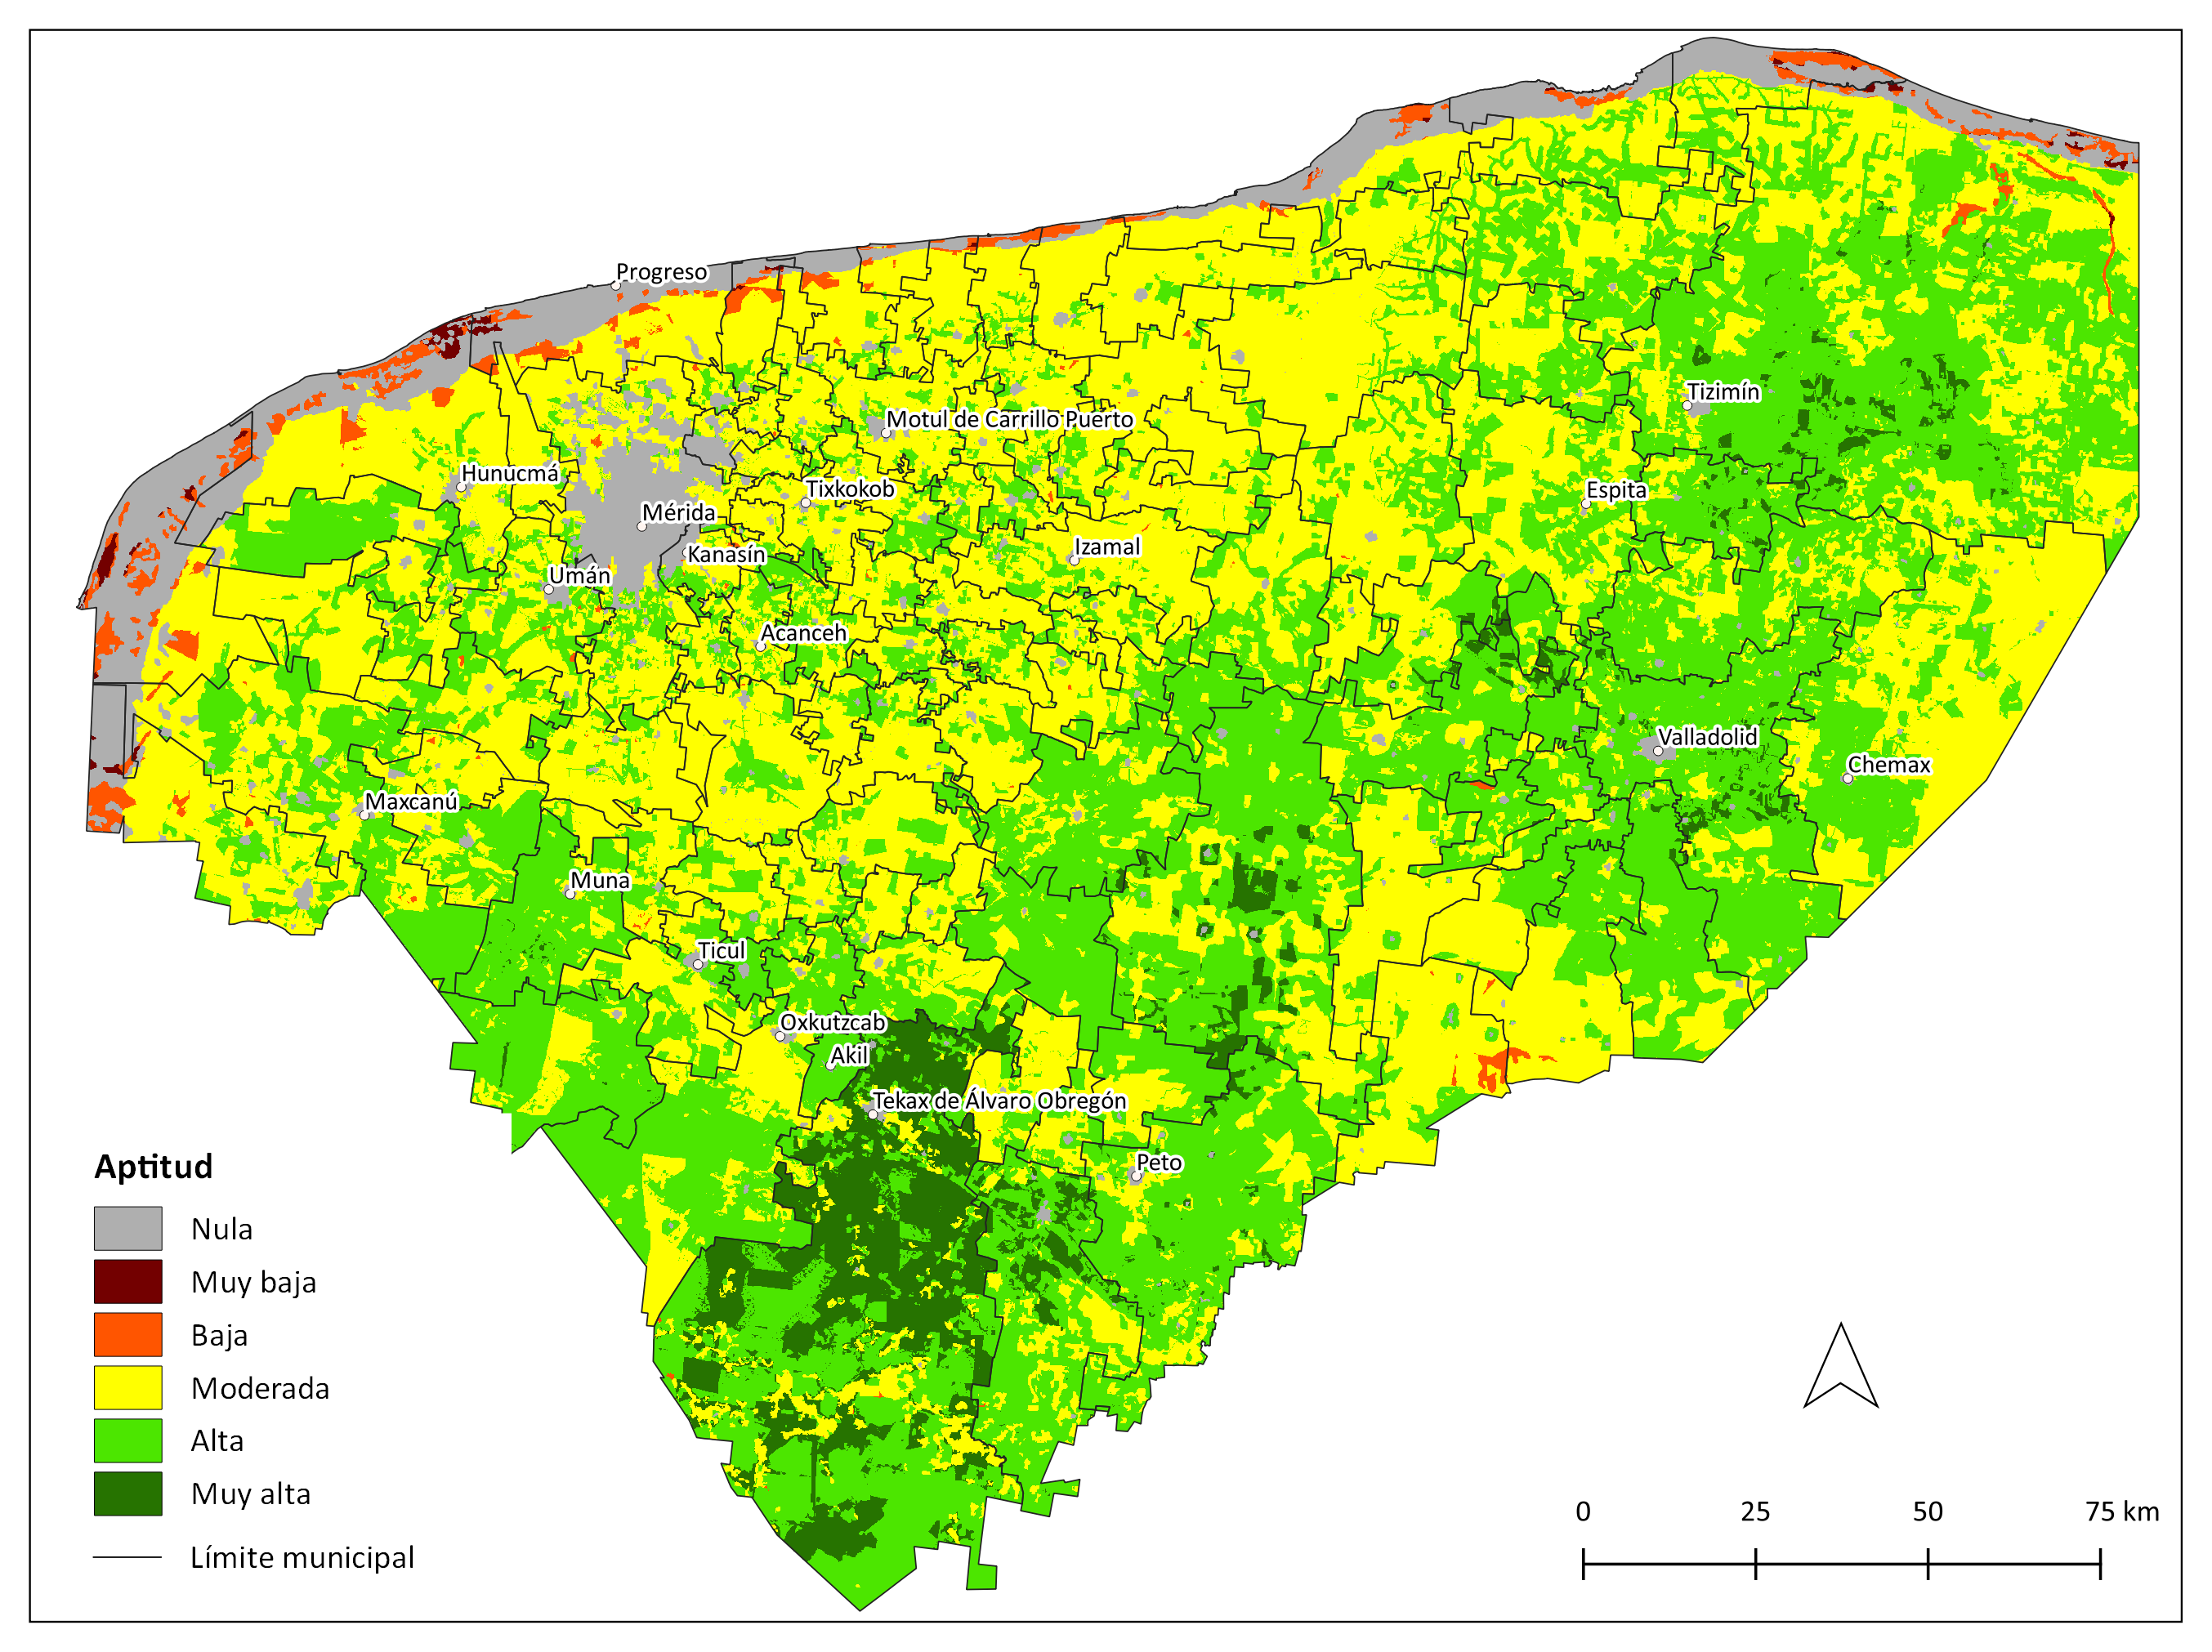 Progreso
Tizimín
Motul de Carrillo Puerto
Hunucmá
Tixkokob
Espita
Mérida
Kanasín
Izamal
Umán
Acanceh
Valladolid
Chemax
Maxcanú
Muna
Ticul
Oxkutzcab
Akil
Tekax de Álvaro Obregón
Peto
Aptitud
Nula
Muy baja
Baja
Moderada
Alta
Muy alta
Límite municipal
0 25 50 75 km